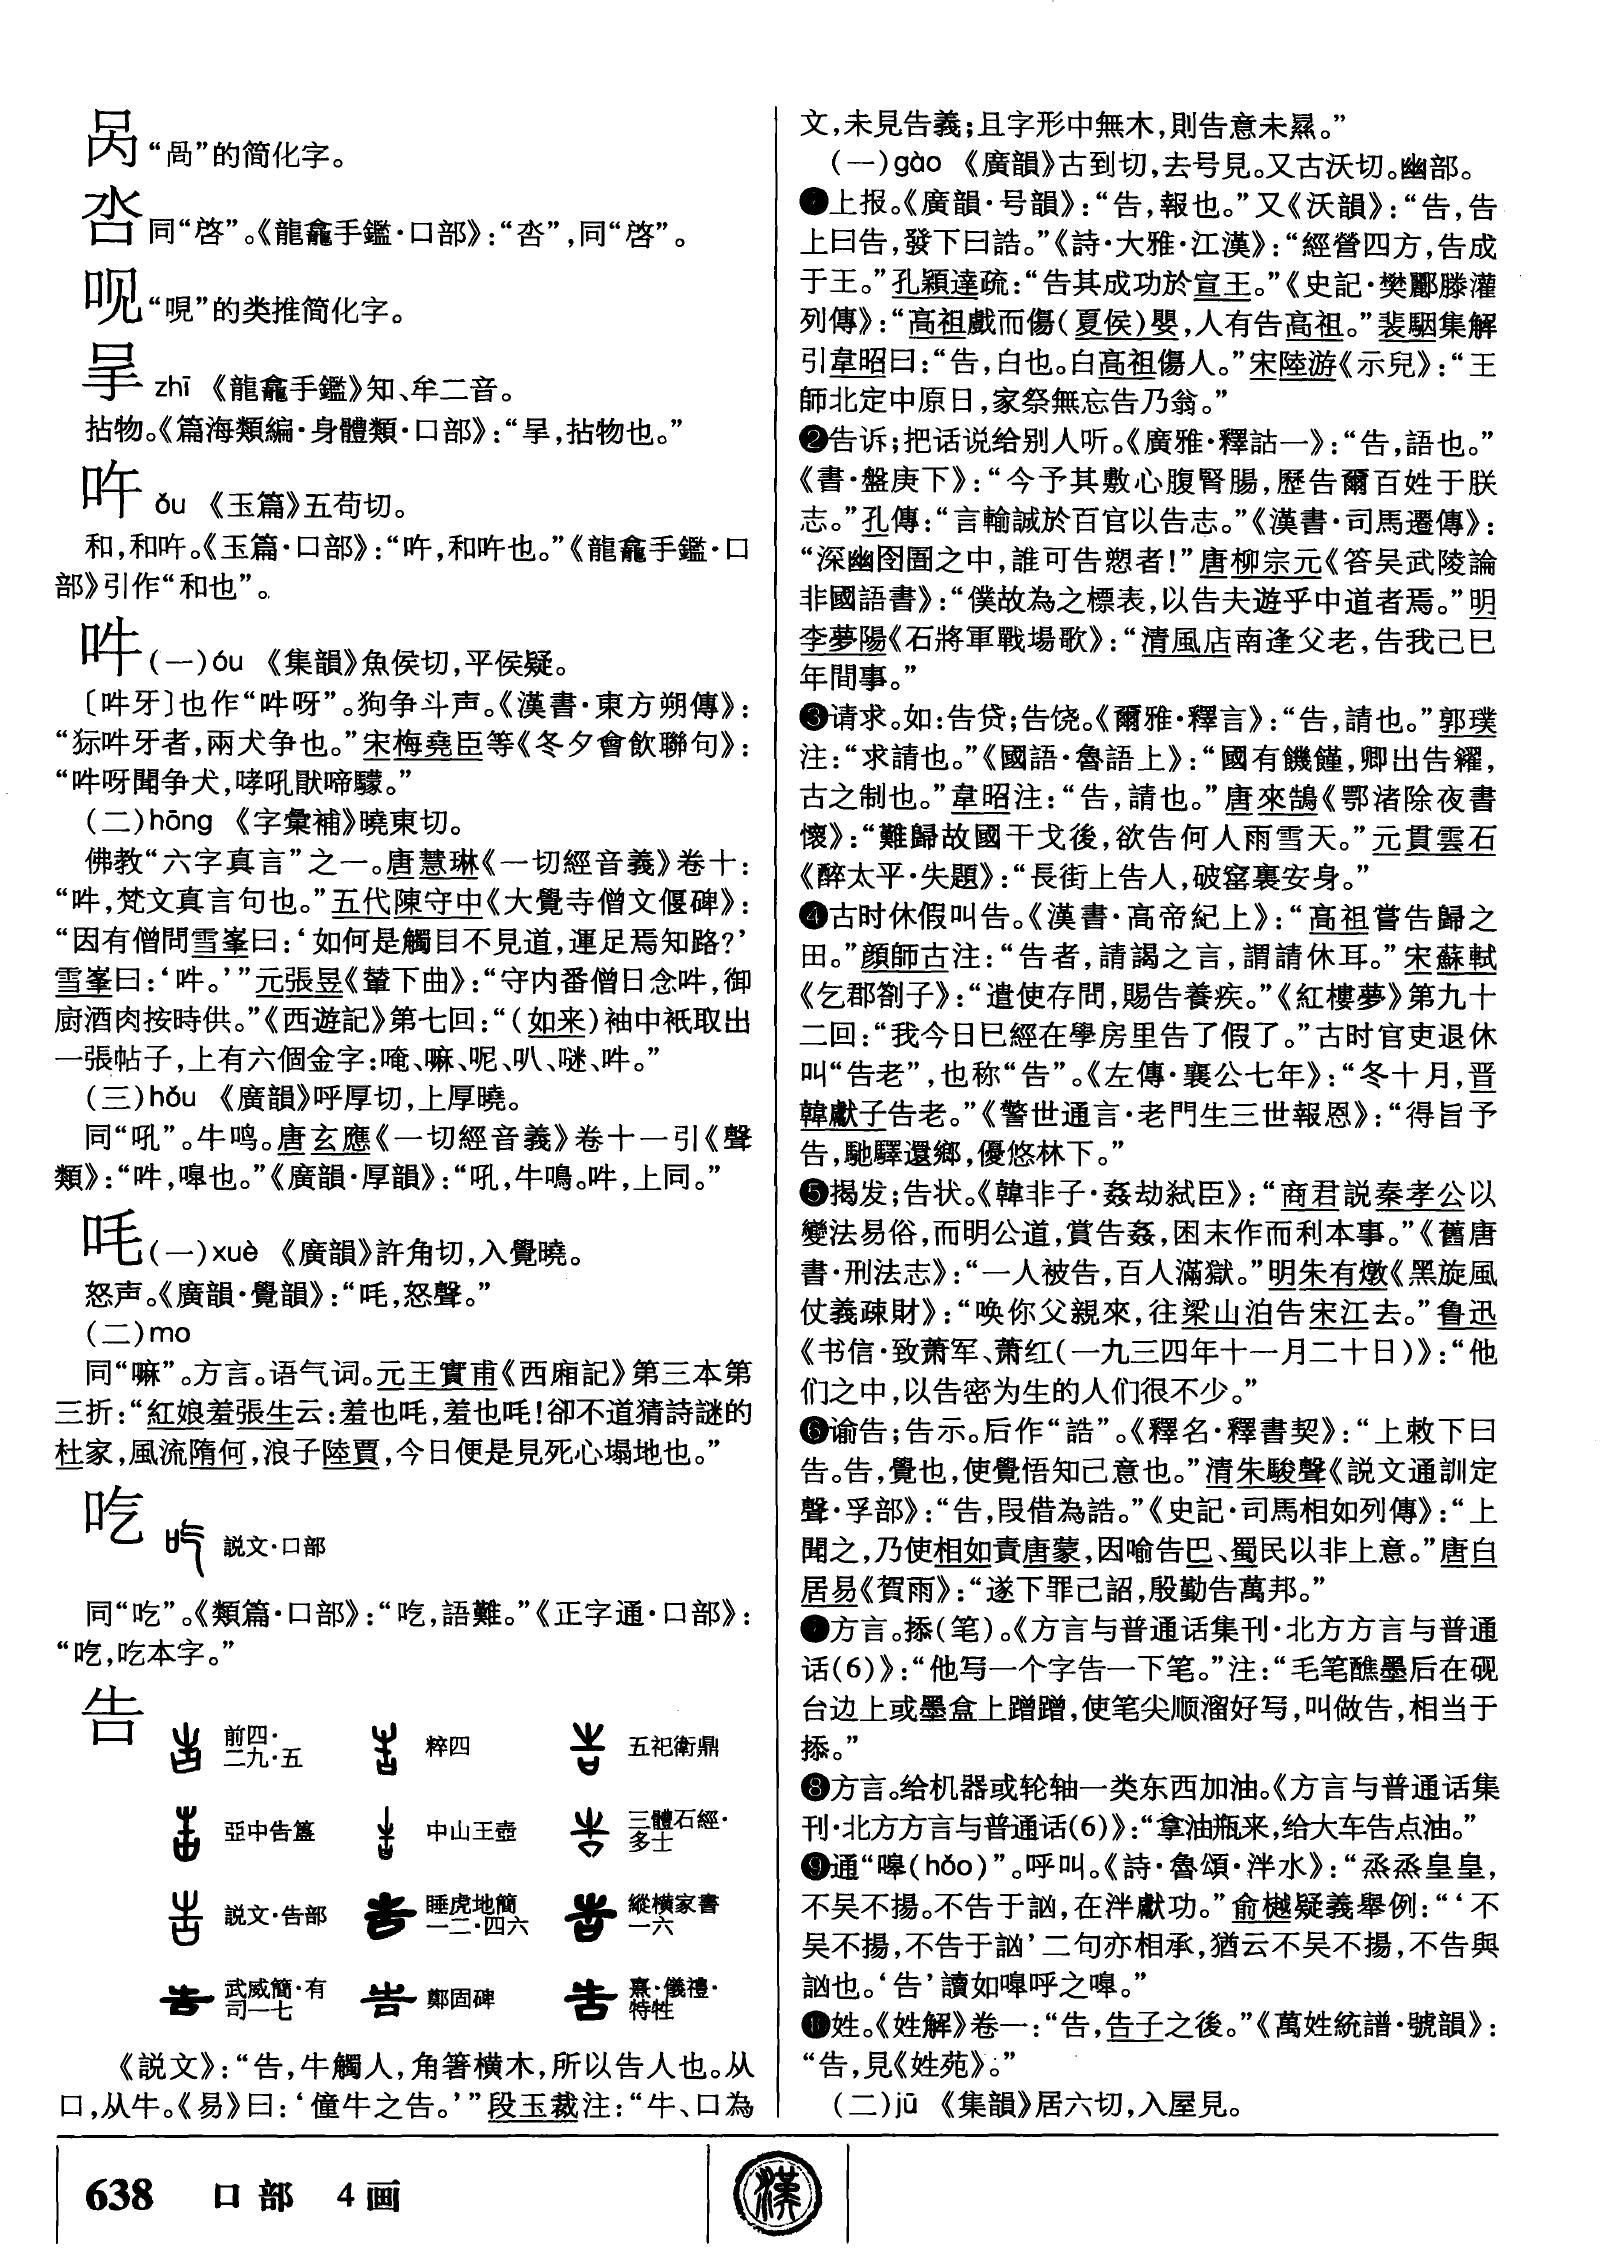 呙“咼”的简化字。
呇同“啓”。《龍龕手鑑·口部》：“呇”，同“啓”。
呗“唄”的类推简化字。
zhī 《龍龕手鑑》知、牟二音。
拈物。《篇海類編·身體類·口部》：“，拈物也。”
吘 ǒu 《玉篇》五苟切。
和，和吘。《玉篇·口部》：“吘，和吘也。”《龍龕手鑑·口
部》引作“和也”。
吽(一)óu 《集韻》魚侯切，平侯疑。
〔吽牙〕也作“吽呀”。狗争斗声。《漢書·東方朔傳》：
“狋吽牙者，兩犬争也。”宋梅堯臣等《冬夕會飲聯句》：
“吽呀聞争犬，哮吼厭啼驜。”
(二)hōng 《字彙補》曉東切。
佛教“六字真言”之一。唐慧琳《一切經音義》卷十：
“吽，梵文真言句也。”五代陳守中《大覺寺僧文偃碑》：
“因有僧問雪峯曰：‘如何是觸目不見道，運足焉知路?’
雪峯曰：‘吽。’”元張昱《輦下曲》：“守内番僧日念吽，御
厨酒肉按時供。”《西遊記》第七回：“(如来)袖中衹取出
一張帖子，上有六個金字：唵、嘛、呢、叭、𠺗、吽。”
(三)hǒu 《廣韻》呼厚切，上厚曉。
同“吼”。牛鸣。唐玄應《一切經音義》卷十一引《聲
類》：“吽，嘷也。”《廣韻·厚韻》：“吼，牛鳴。吽，上同。”
吒(一)xuè 《廣韻》許角切，入覺曉。
怒声。《廣韻·覺韻》：“，怒聲。”
(二)mo
同“嘛”。方言。语气词。元王實甫《西廂記》第三本第
三折：“紅娘羞張生云：羞也，羞也！卻不道猜詩謎的
杜家，風流隋何，浪子陸賈，今日便是見死心塌地也。”
説文·口部
同“吃”。《類篇·口部》：“，語難。”《正字通·口部》：
“，吃本字。”
告
前四·二九·五 粹四 五祀衛鼎
亞中告簋 中山王壺 三體石經·多士
説文·告部 睡虎地簡一二·四六 縱横家書一六
武威簡·有司一七 鄭固碑 熹·儀禮·特牲
《説文》：“告，牛觸人，角箸横木，所以告人也。从
口，从牛。《易》曰：‘僮牛之告。’”段玉裁注：“牛、口為
文，未見告義；且字形中無木，則告意未㬎。”
(一)gào 《廣韻》古到切，去号見。又古沃切。幽部。
❶上报。《廣韻·号韻》：“告，報也。”又《沃韻》：“告，告
上曰告，發下曰誥。”《詩·大雅·江漢》：“經營四方，告成
于王。”孔穎達疏：“告其成功於宣王。”《史記·樊酈滕灌
列傳》：“高祖戲而傷(夏侯)嬰，人有告高祖。”裴駰集解
引韋昭曰：“告，白也。白高祖傷人。”宋陸游《示兒》：“王
師北定中原日，家祭無忘告乃翁。”
❷告诉；把话说给别人听。《廣雅·釋詁一》：“告，語也。”
《書·盤庚下》：“今予其敷心腹腎腸，歷告爾百姓于朕
志。”孔傳：“言輸誠於百官以告志。”《漢書·司馬遷傳》：
“深幽囹圄之中，誰可告愬者！”唐柳宗元《答吴武陵論
非國語書》：“僕故為之標表，以告夫遊乎中道者焉。”明
李夢陽《石將軍戰場歌》：“清風店南逢父老，告我己巳
年間事。”
❸请求。如：告贷；告饶。《爾雅·釋言》：“告，請也。”郭璞
注：“求請也。”《國語·魯語上》：“國有饑饉，卿出告糴，
古之制也。”韋昭注：“告，請也。”唐來鵠《鄂渚除夜書
懷》：“難歸故國干戈後，欲告何人雨雪天。”元貫雲石
《醉太平·失題》：“長街上告人，破窰裏安身。”
❹古时休假叫告。《漢書·高帝紀上》：“高祖嘗告歸之
田。”顔師古注：“告者，請謁之言，謂請休耳。”宋蘇軾
《乞郡劄子》：“遣使存問，賜告養疾。”《紅樓夢》第九十
二回：“我今日已經在學房里告了假了。”古时官吏退休
叫“告老”，也称“告”。《左傳·襄公七年》：“冬十月，晋
韓獻子告老。”《警世通言·老門生三世報恩》：“得旨予
告，馳驛還鄉，優悠林下。”
❺揭发；告状。《韓非子·姦劫弑臣》：“商君説秦孝公以
變法易俗，而明公道，賞告姦，困末作而利本事。”《舊唐
書·刑法志》：“一人被告，百人滿獄。”明朱有燉《黑旋風
仗義疎財》：“唤你父親來，往梁山泊告宋江去。”鲁迅
《书信·致萧军、萧红(一九三四年十一月二十日)》：“他
们之中，以告密为生的人们很不少。”
❻谕告；告示。后作“誥”。《釋名·釋書契》：“上敕下曰
告。告，覺也，使覺悟知己意也。”清朱駿聲《説文通訓定
聲·孚部》：“告，叚借為誥。”《史記·司馬相如列傳》：“上
聞之，乃使相如責唐蒙，因喻告巴、蜀民以非上意。”唐白
居易《賀雨》：“遂下罪己詔，殷勤告萬邦。”
❼方言。掭(笔)。《方言与普通话集刊·北方方言与普通
话(6)》：“他写一个字告一下笔。”注：“毛笔醮墨后在砚
台边上或墨盒上蹭蹭，使笔尖顺溜好写，叫做告，相当于
掭。”
❽方言。给机器或轮轴一类东西加油。《方言与普通话集
刊·北方方言与普通话(6)》：“拿油瓶来，给大车告点油。”
❾通“嘷(háo)”。呼叫。《詩·魯頌·泮水》：“烝烝皇皇，
不吴不揚。不告于訩，在泮獻功。”俞樾疑義舉例：“‘不
吴不揚，不告于訩’二句亦相承，猶云不吴不揚，不告與
訩也。‘告’讀如嘷呼之嘷。”
❿姓。《姓解》卷一：“告，告子之後。”《萬姓統譜·號韻》：
“告，見《姓苑》。”
(二)jū 《集韻》居六切，入屋見。
638 口部 4画
漢